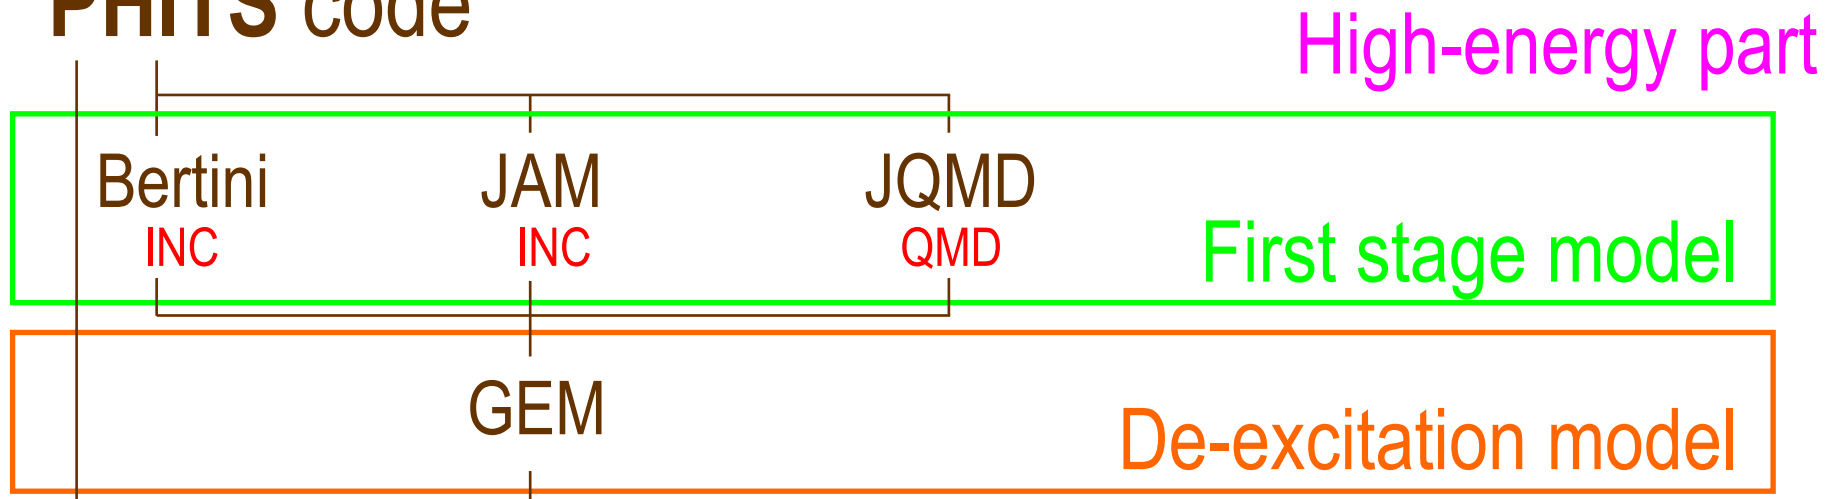 PHITS code
High-energy part
Bertini JAM JQMD
INC INC QMD
First stage model
GEM
De-excitation model